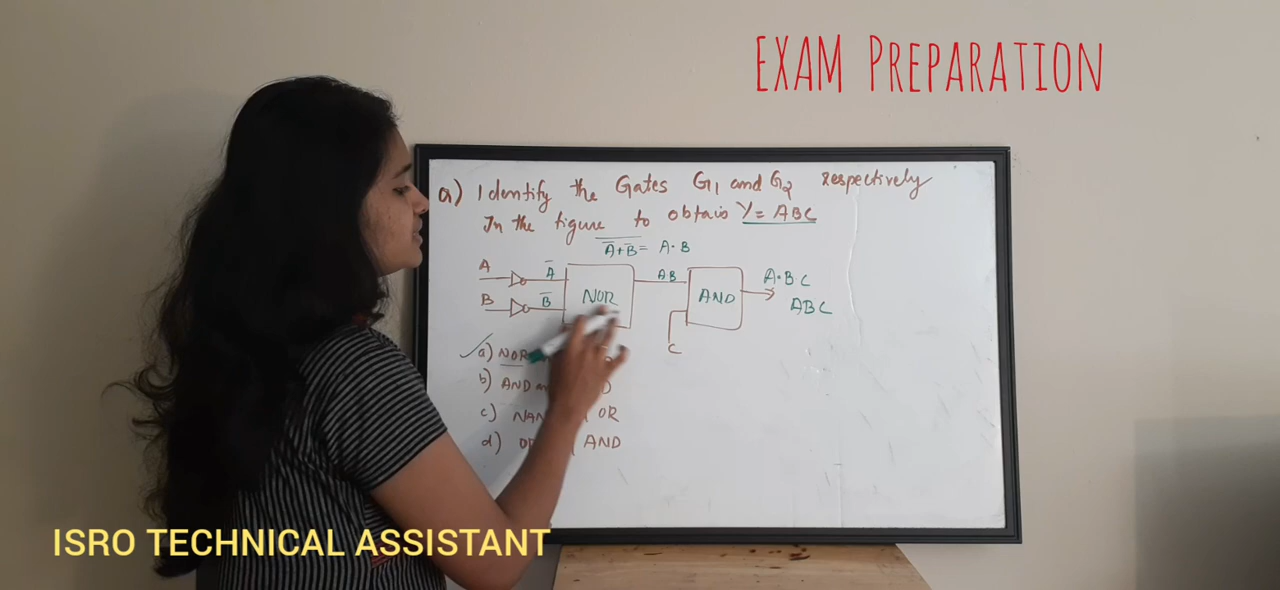 EXAM PREPARATION
a) Identify the Gates G1 and G2 respectively
In the figure to obtain Y = ABC
A̅+B̅ = A·B
A A̅ AB A·BC
B B̅ NOR AND ABC
C
a) NOR
b) AND
c) OR
d) AND
ISRO TECHNICAL ASSISTANT